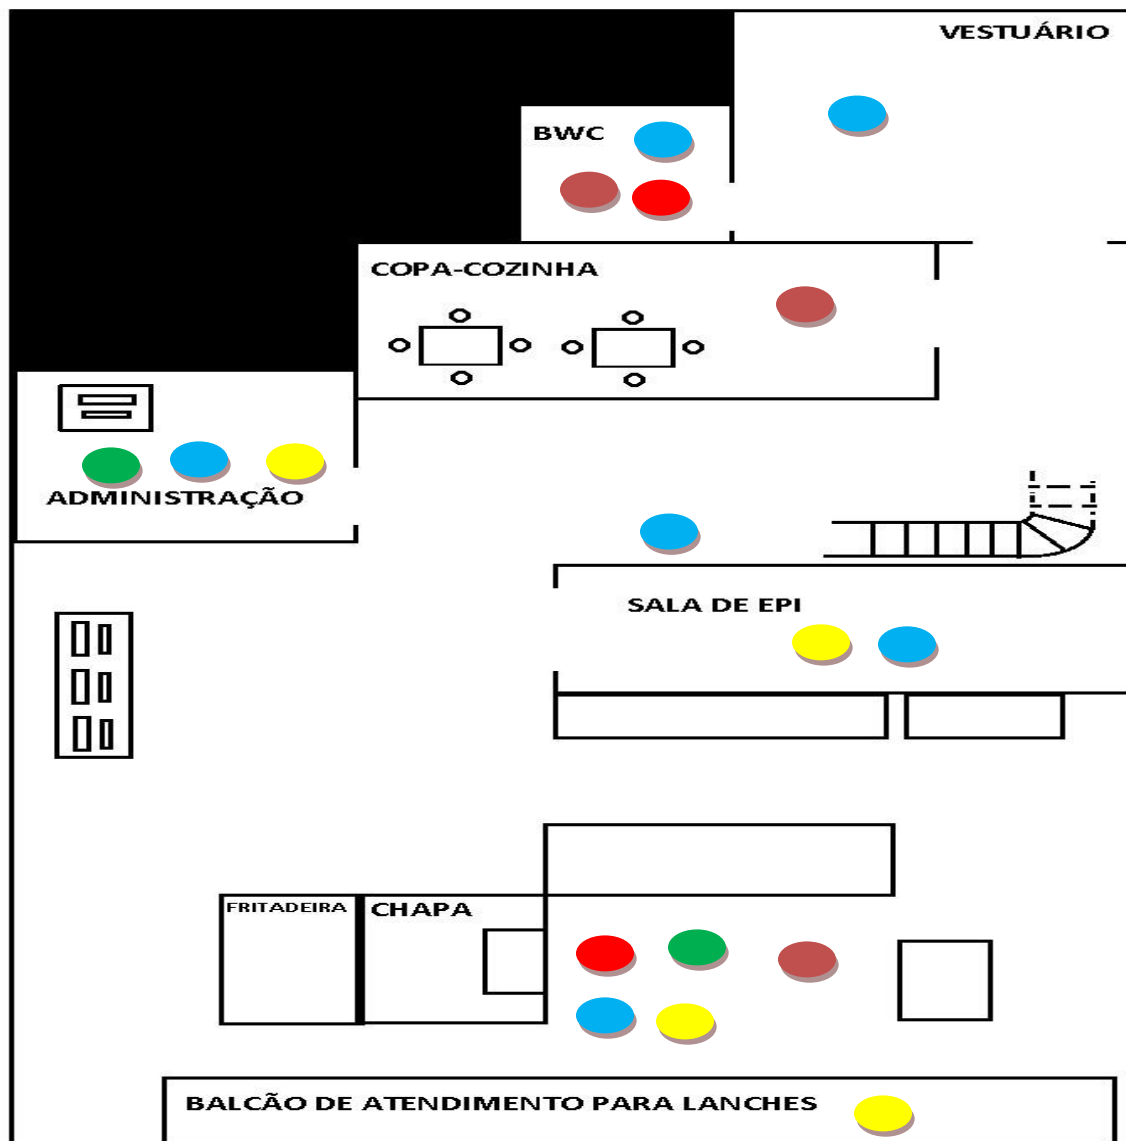 VESTUÁRIO
BWC
COPA-COZINHA
ADMINISTRAÇÃO
SALA DE EPI
FRITADEIRA
CHAPA
BALCÃO DE ATENDIMENTO PARA LANCHES